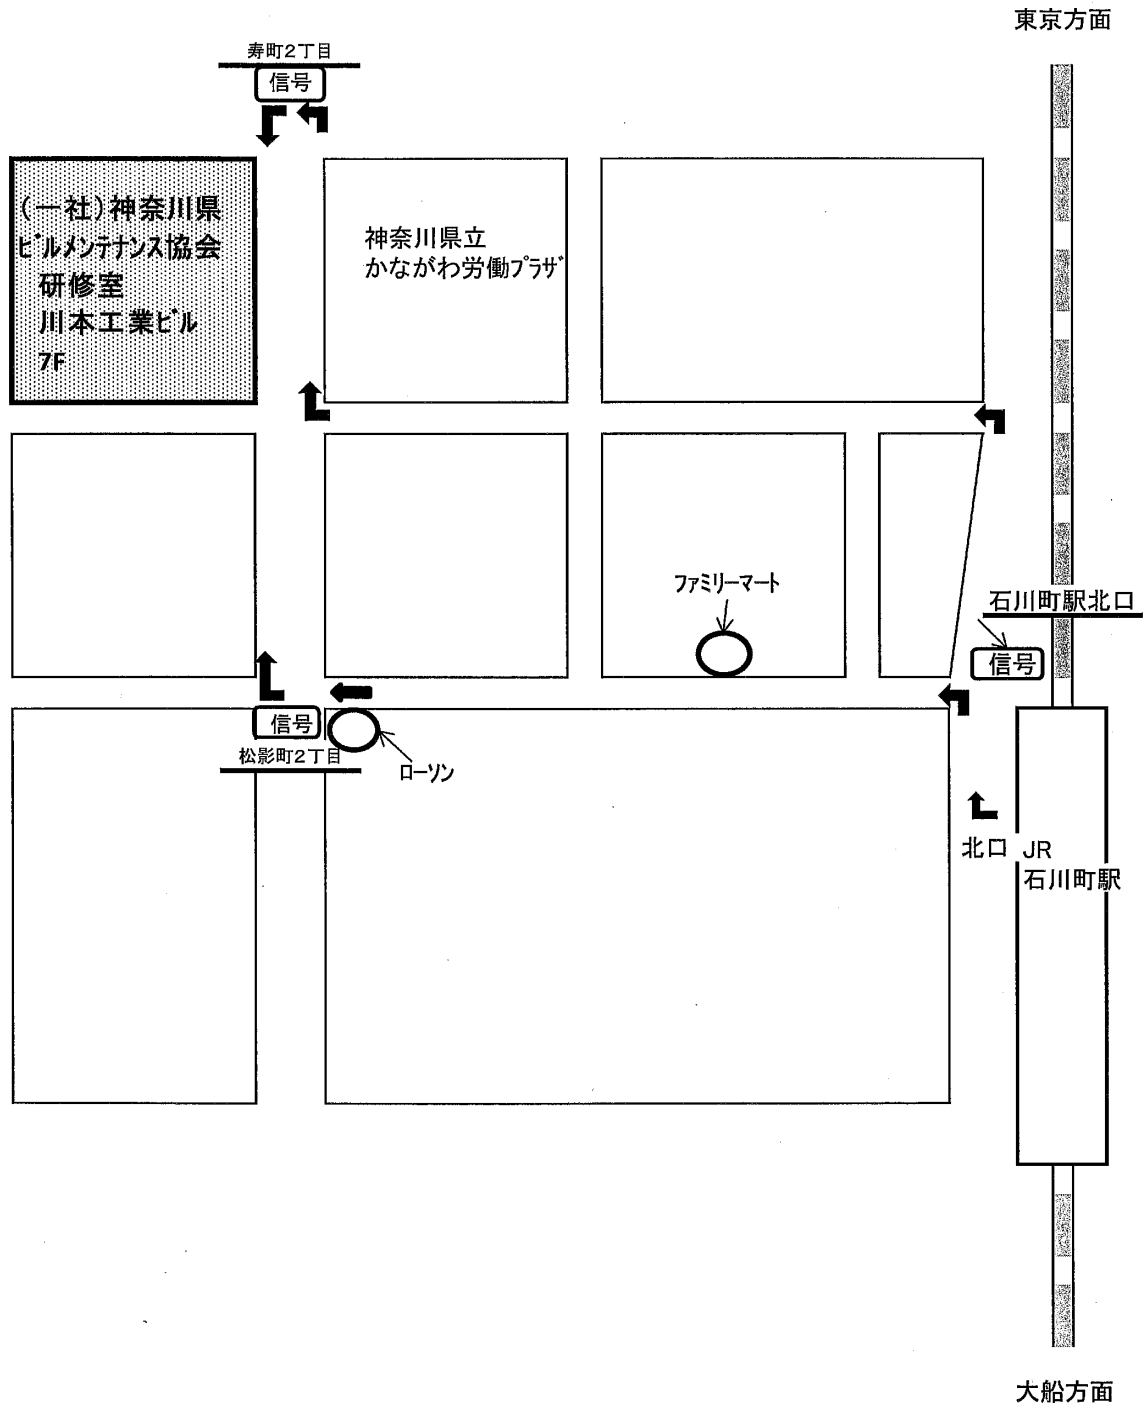 東京方面
寿町2丁目
信号
(一社)神奈川県
ビルメンテナンス協会
研修室
川本工業ビル
7F
神奈川県立
かながわ労働プラザ
ファミリーマート
石川町駅北口
信号
信号
松影町2丁目
ローソン
北口
JR
石川町駅
大船方面